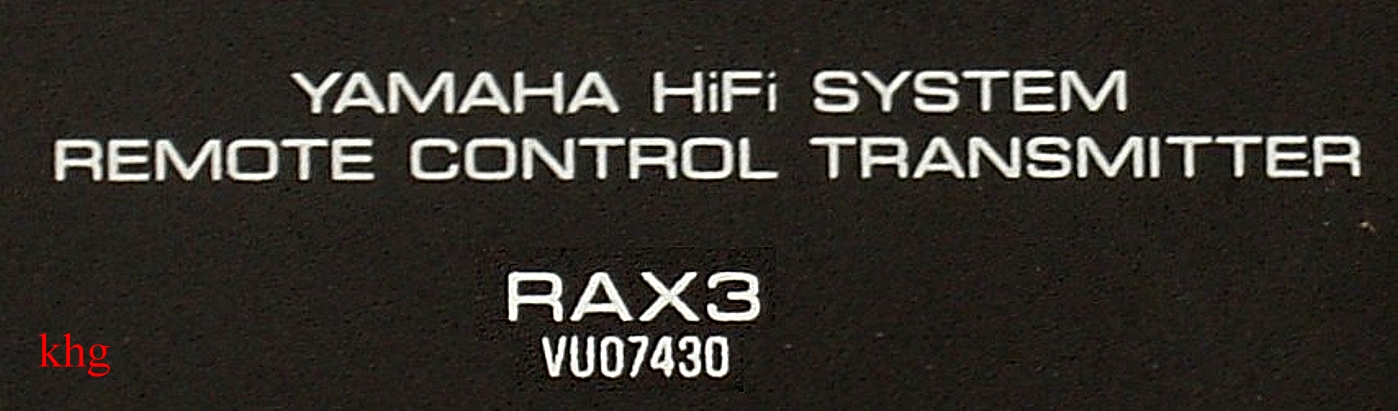 YAMAHA HiFi SYSTEM
REMOTE CONTROL TRANSMITTER
RAX3
VU07430
khg